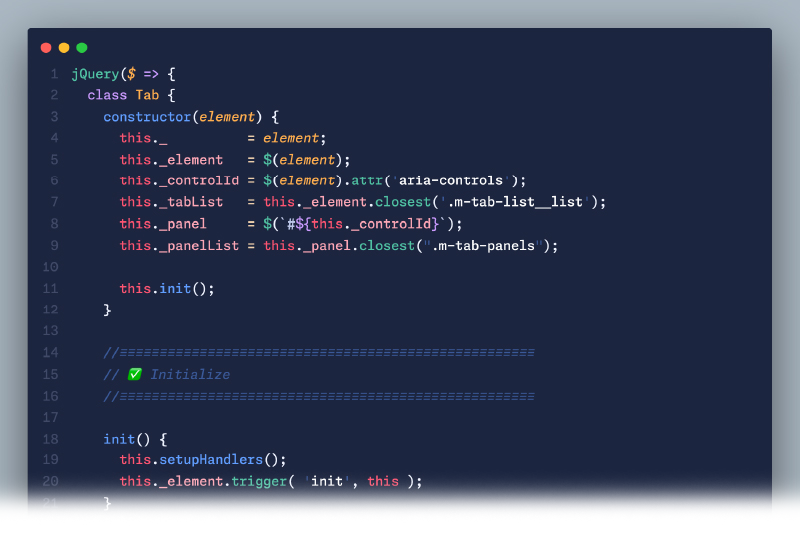 1 jQuery($ => {
2   class Tab {
3     constructor(element) {
4       this._          = element;
5       this._element   = $(element);
6       this._controlId = $(element).attr('aria-controls');
7       this._tabList   = this._element.closest('.m-tab-list__list');
8       this._panel     = $(`#${this._controlId}`);
9       this._panelList = this._panel.closest(".m-tab-panels");
10
11       this.init();
12     }
13
14     //====================================================
15     // ✅ Initialize
16     //====================================================
17
18     init() {
19       this.setupHandlers();
20       this._element.trigger( 'init', this );
21     }